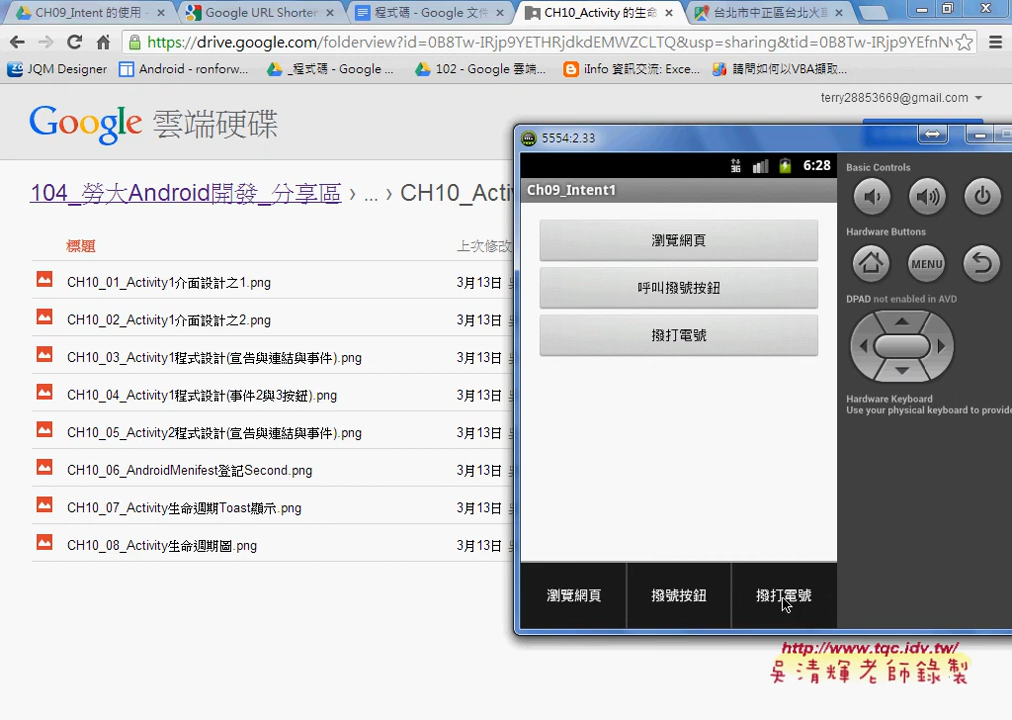 CH09_Intent 的使用 -
Google URL Shorten
程式碼 - Google 文件
CH10_Activity 的生命
台北市中正區台北火車
https://drive.google.com/folderview?id=0B8Tw-IRjp9YETHRjdkdEMWZCLTQ&usp=sharing&tid=0B8Tw-IRjp9YEfnNv
JQM Designer
Android - ronforw...
_程式碼 - Google ...
102 - Google 雲端...
iInfo 資訊交流: Exce...
請問如何以VBA擷取...
terry28853669@gmail.com
Google 雲端硬碟
104_勞大Android開發_分享區 › ... › CH10_Acti
標題
上次修改
CH10_01_Activity1介面設計之1.png 3月13日
CH10_02_Activity1介面設計之2.png 3月13日
CH10_03_Activity1程式設計(宣告與連結與事件).png 3月13日
CH10_04_Activity1程式設計(事件2與3按鈕).png 3月13日
CH10_05_Activity2程式設計(宣告與連結與事件).png 3月13日
CH10_06_AndroidMenifest登記Second.png 3月13日
CH10_07_Activity生命週期Toast顯示.png 3月13日
CH10_08_Activity生命週期圖.png 3月13日
5554:2.33
3G
6:28
Ch09_Intent1
瀏覽網頁
呼叫撥號按鈕
撥打電號
瀏覽網頁
撥號按鈕
撥打電號
Basic Controls
Hardware Buttons
MENU
DPAD not enabled in AVD
Hardware Keyboard
Use your physical keyboard to provide
http://www.tqc.idv.tw/
吳清輝老師錄製